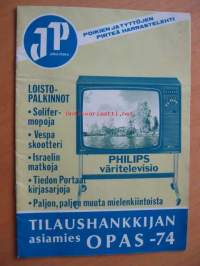 JP
POIKIEN JA TYTTÖJEN
PIRTEÄ HARRASTELEHTI
LOISTO-
PALKINNOT
• Solifer-
mopoja
• Vespa
skootteri
• Israelin
matkoja
• Tiedon Portaat
kirjasarjoja
• Paljon, paljon muuta mielenkiintoista
PHILIPS
väritelevisio
TILAUSHANKKIJAN
asiamies OPAS -74